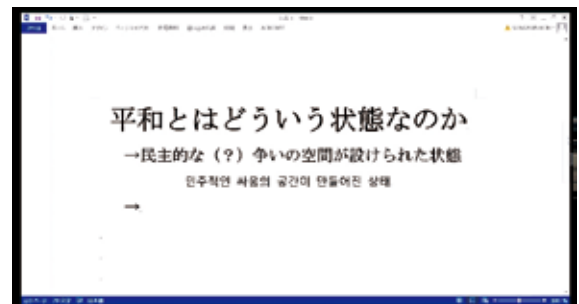 平和とはどういう状態なのか
→民主的な（？）争いの空間が設けられた状態
민주적인 싸움의 공간이 만들어진 상태
→